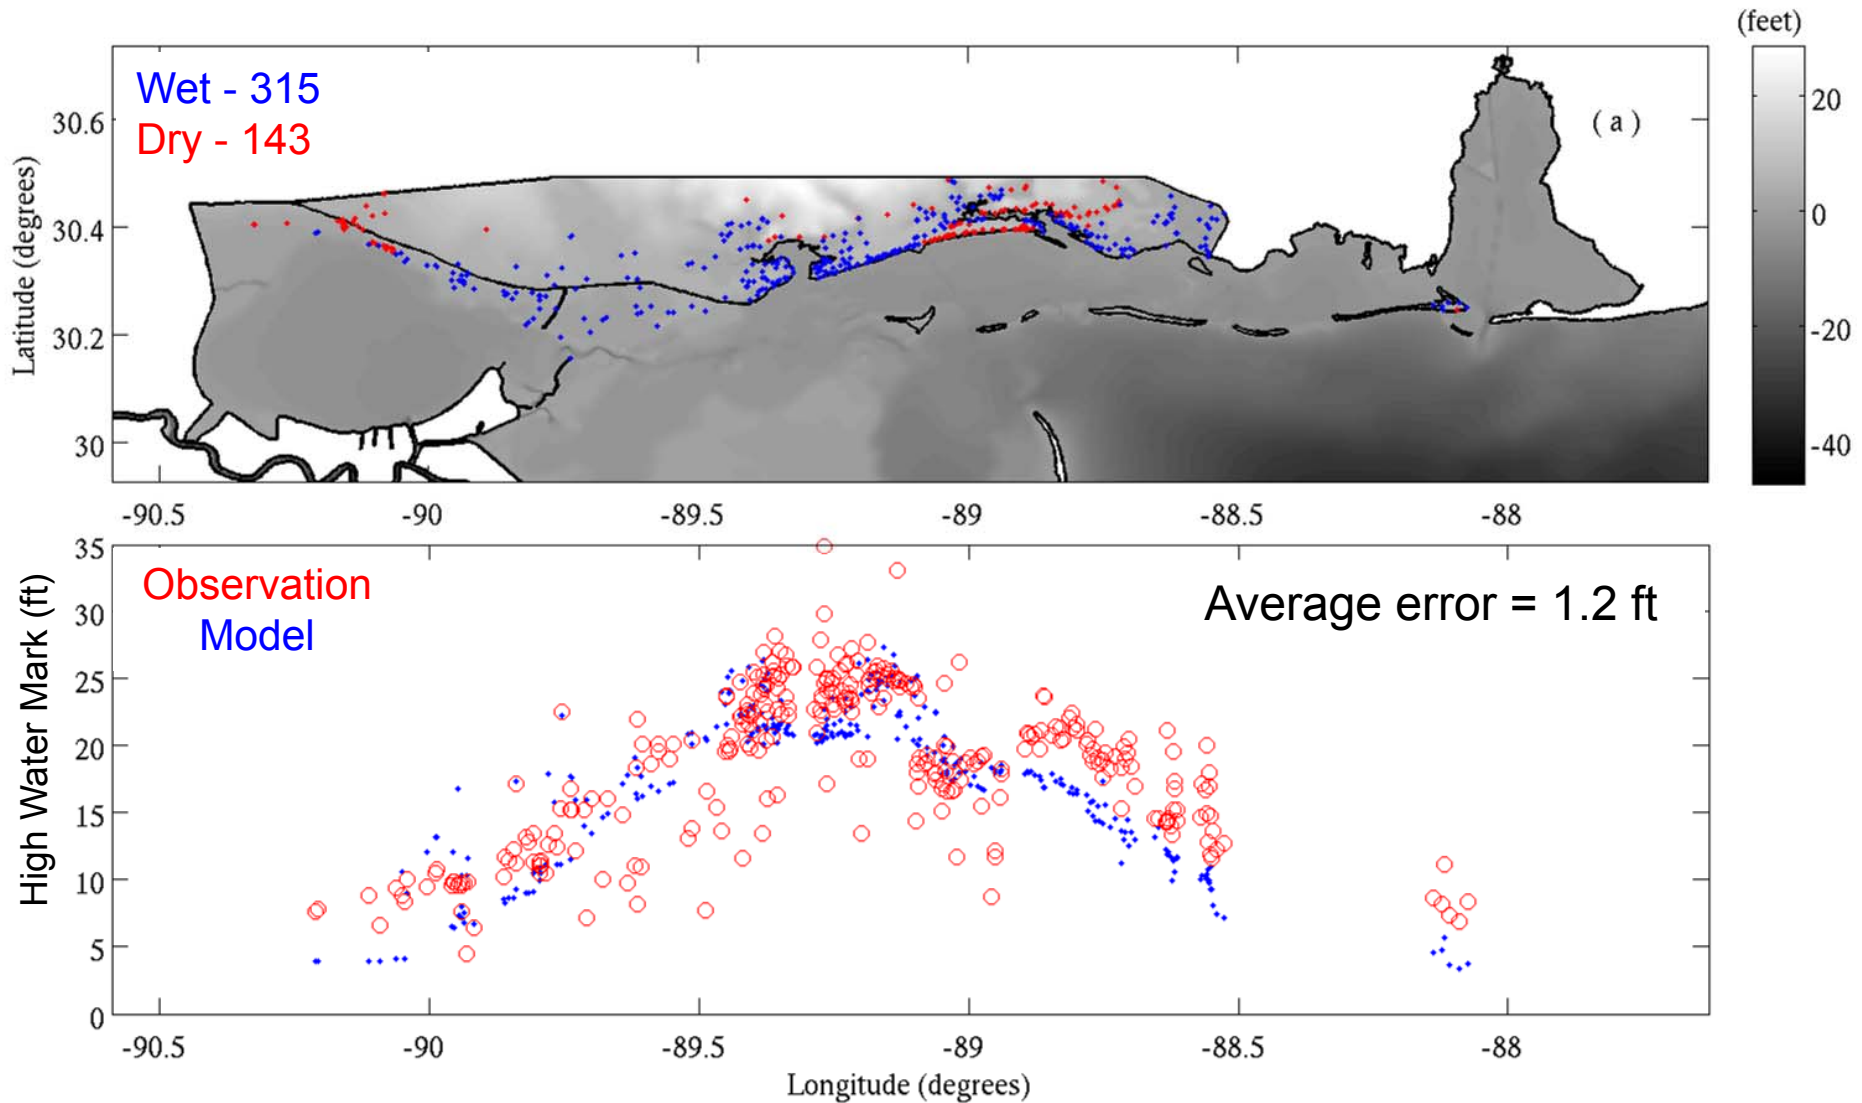 (feet)
Wet - 315
Dry - 143
( a )
20
0
-20
-40
30.6
30.4
30.2
30
Latitude (degrees)
-90.5 -90 -89.5 -89 -88.5 -88
35
30
25
20
15
10
5
0
High Water Mark (ft)
Observation
Model
Average error = 1.2 ft
-90.5 -90 -89.5 -89 -88.5 -88
Longitude (degrees)